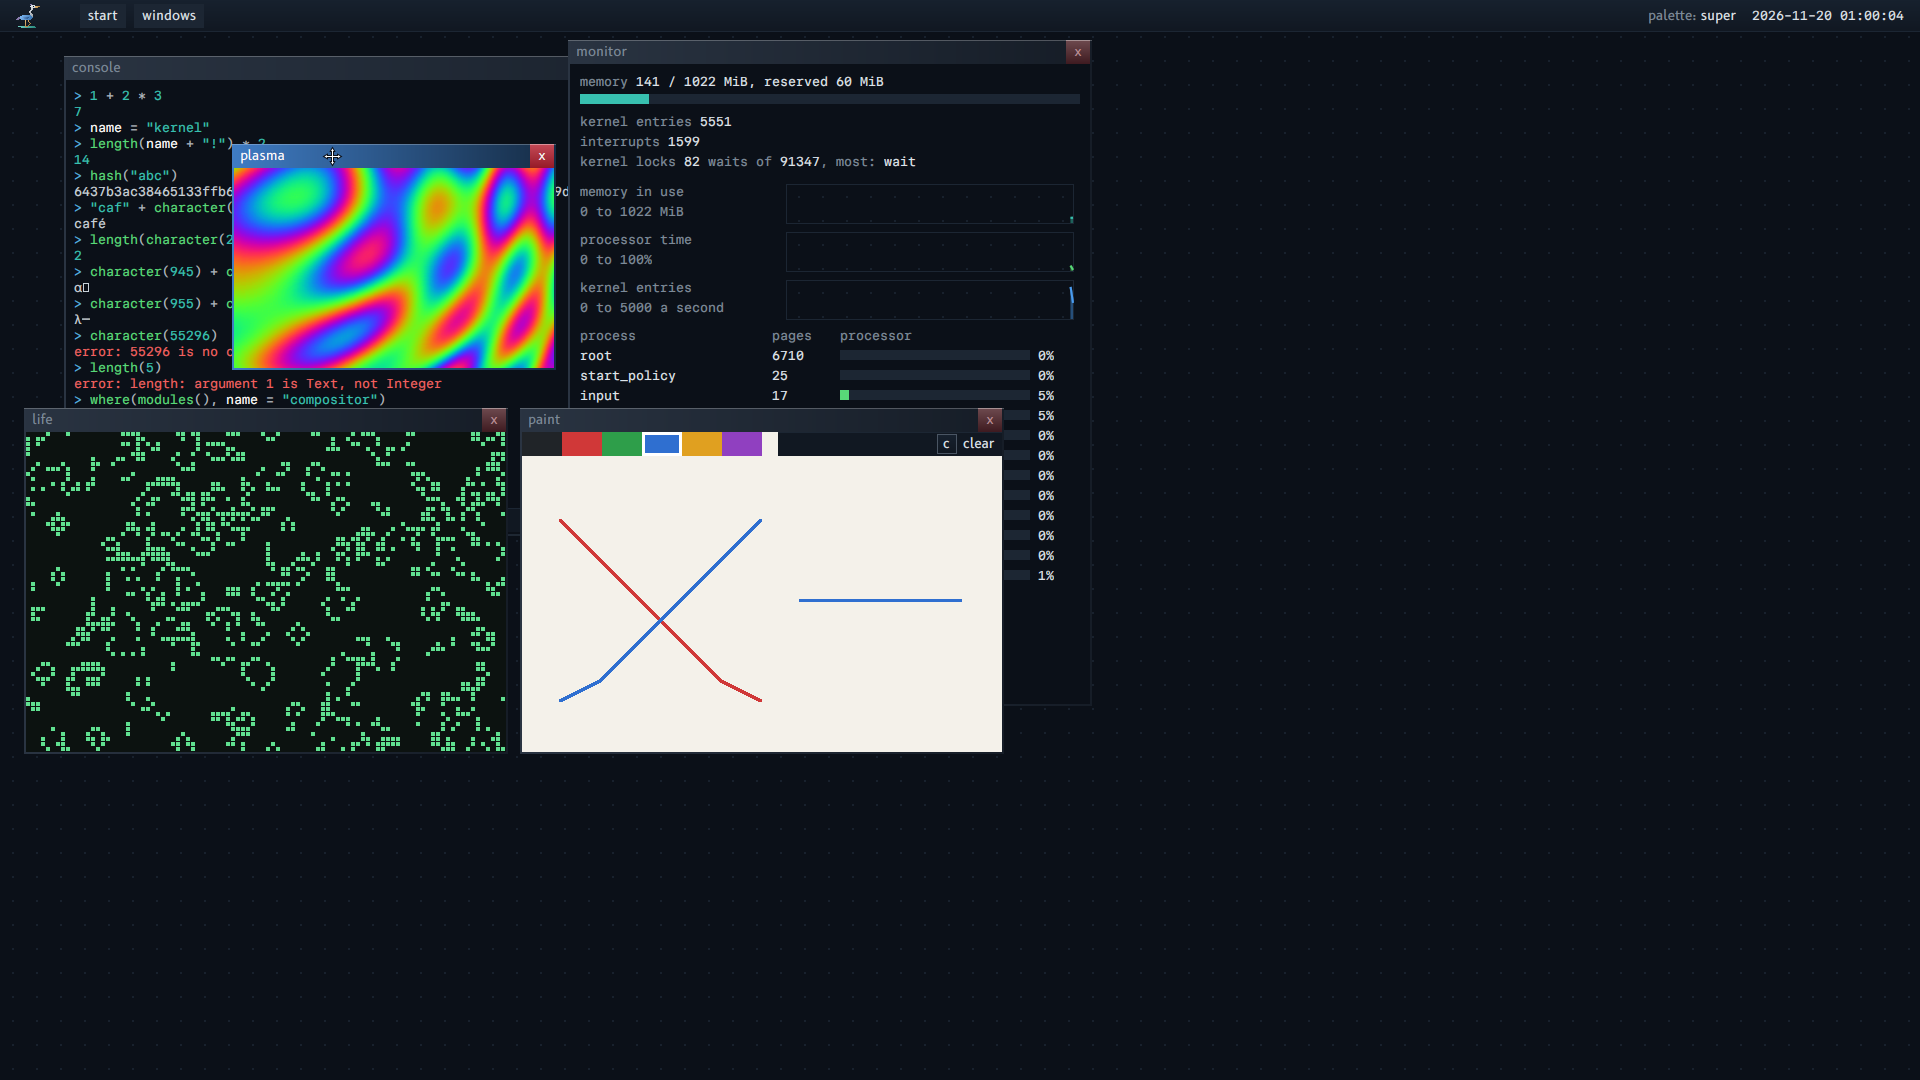 start windows palette: super 2026-11-20 01:00:04
console
> 1 + 2 * 3
7
> name = "kernel"
> length(name + "!") * 2
14
> hash("abc")
6437b3ac38465133ffb6
9d
> "caf" + character(
café
> length(character(2
2
> character(945) + c
α
> character(955) + c
λ—
> character(55296)
error: 55296 is no c
> length(5)
error: length: argument 1 is Text, not Integer
> where(modules(), name = "compositor")
plasma x
monitor x
memory 141 / 1022 MiB, reserved 60 MiB
kernel entries 5551
interrupts 1599
kernel locks 82 waits of 91347, most: wait
memory in use
0 to 1022 MiB
processor time
0 to 100%
kernel entries
0 to 5000 a second
process pages processor
root 6710 0%
start_policy 25 0%
input 17 5%
5%
0%
0%
0%
0%
0%
0%
0%
1%
life x
paint x
c clear